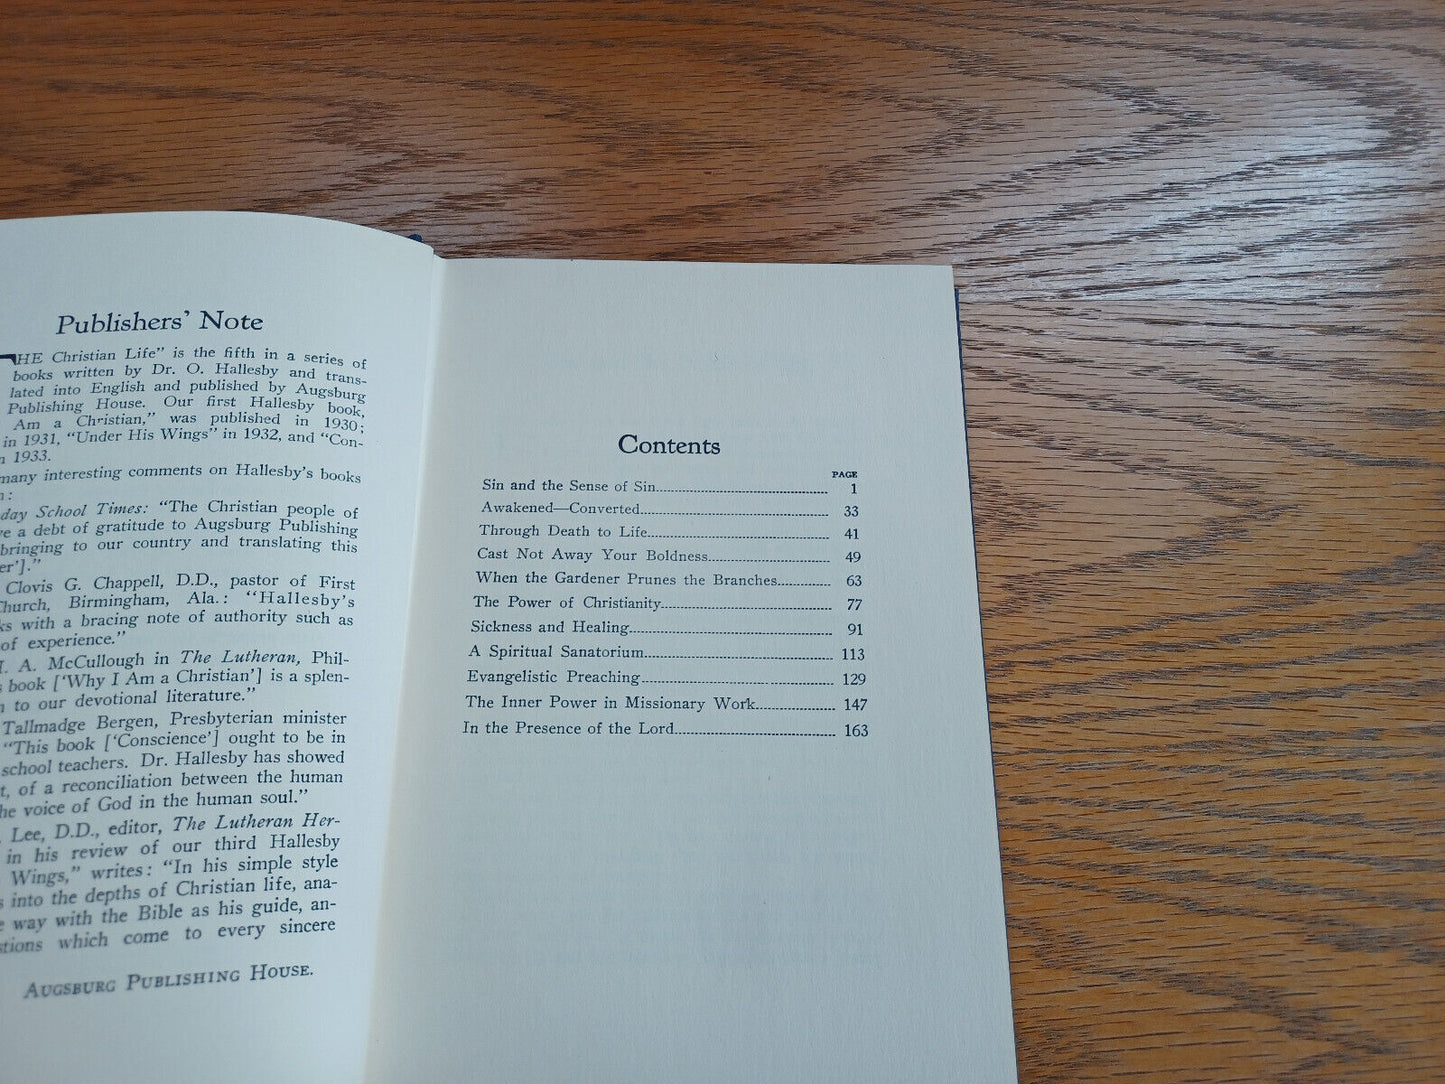 Publishers' Note
THE Christian Life" is the fifth in a series of
books written by Dr. O. Hallesby and trans-
lated into English and published by Augsburg
Publishing House. Our first Hallesby book,
Am a Christian," was published in 1930;
in 1931, "Under His Wings" in 1932, and "Con-
1933.
many interesting comments on Hallesby's books
day School Times: "The Christian people of
a debt of gratitude to Augsburg Publishing
bringing to our country and translating this
er']."
Clovis G. Chappell, D.D., pastor of First
Church, Birmingham, Ala.: "Hallesby's
ks with a bracing note of authority such as
of experience."
A. McCullough in The Lutheran, Phil-
book ['Why I Am a Christian'] is a splen-
to our devotional literature."
Tallmadge Bergen, Presbyterian minister
"This book ['Conscience'] ought to be in
school teachers. Dr. Hallesby has showed
t, of a reconciliation between the human
he voice of God in the human soul."
Lee, D.D., editor, The Lutheran Her-
in his review of our third Hallesby
Wings," writes: "In his simple style
s into the depths of Christian life, ana-
way with the Bible as his guide, an-
stions which come to every sincere
AUGSBURG PUBLISHING HOUSE.
Contents
PAGE
Sin and the Sense of Sin 1
Awakened—Converted 33
Through Death to Life 41
Cast Not Away Your Boldness 49
When the Gardener Prunes the Branches 63
The Power of Christianity 77
Sickness and Healing 91
A Spiritual Sanatorium 113
Evangelistic Preaching 129
The Inner Power in Missionary Work 147
In the Presence of the Lord 163